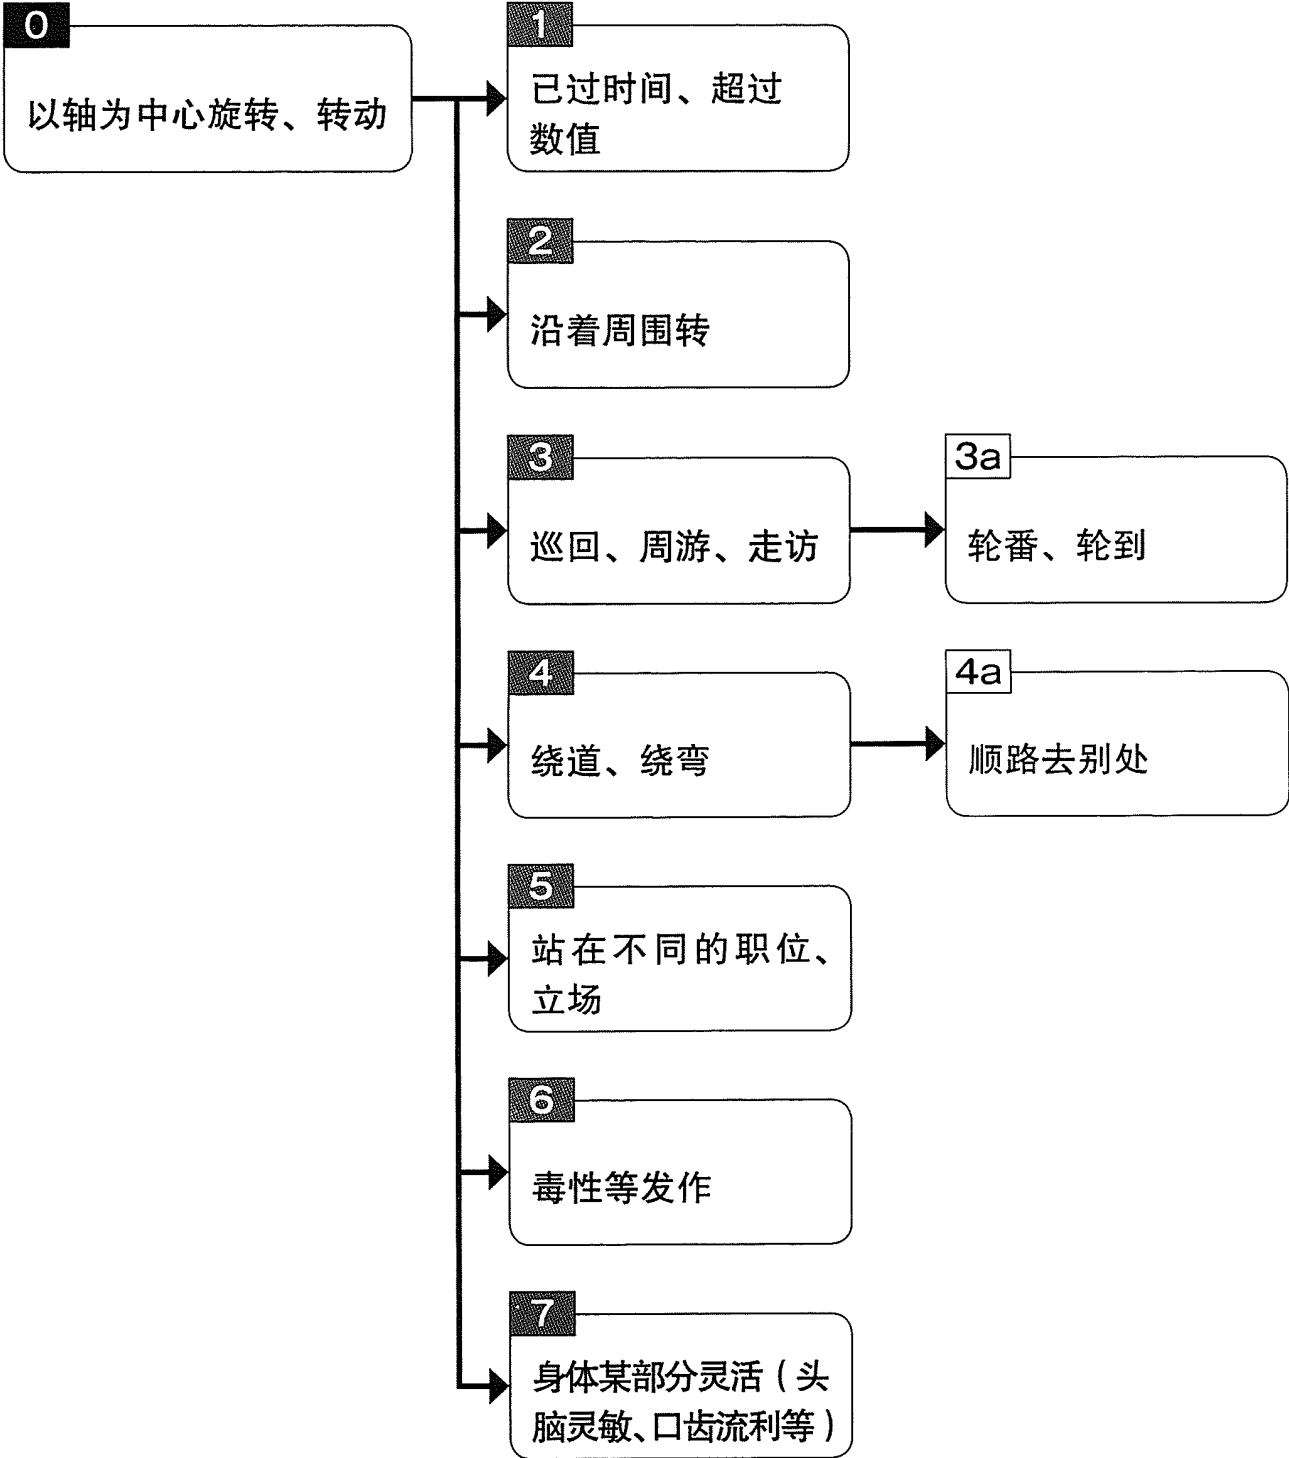 0
以轴为中心旋转、转动
1
已过时间、超过
数值
2
沿着周围转
3
巡回、周游、走访
3a
轮番、轮到
4
绕道、绕弯
4a
顺路去别处
5
站在不同的职位、
立场
6
毒性等发作
7
身体某部分灵活（头
脑灵敏、口齿流利等）